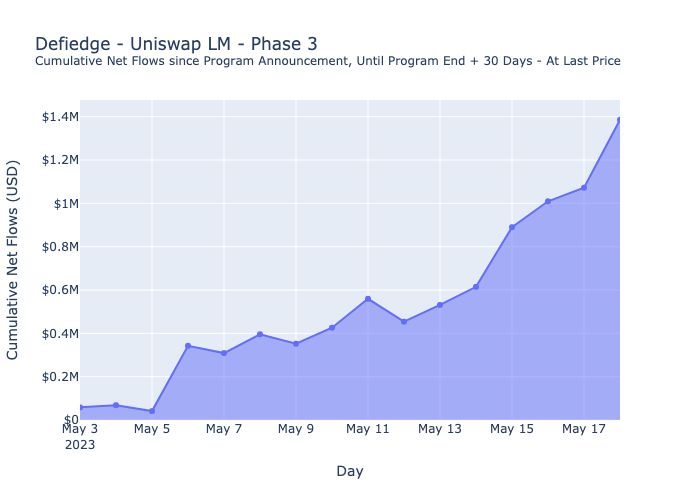 Defiedge - Uniswap LM - Phase 3
Cumulative Net Flows since Program Announcement, Until Program End + 30 Days - At Last Price
$1.4M
$1.2M
$1M
$0.8M
$0.6M
$0.4M
$0.2M
$0
Cumulative Net Flows (USD)
May 3 May 5 May 7 May 9 May 11 May 13 May 15 May 17
2023
Day